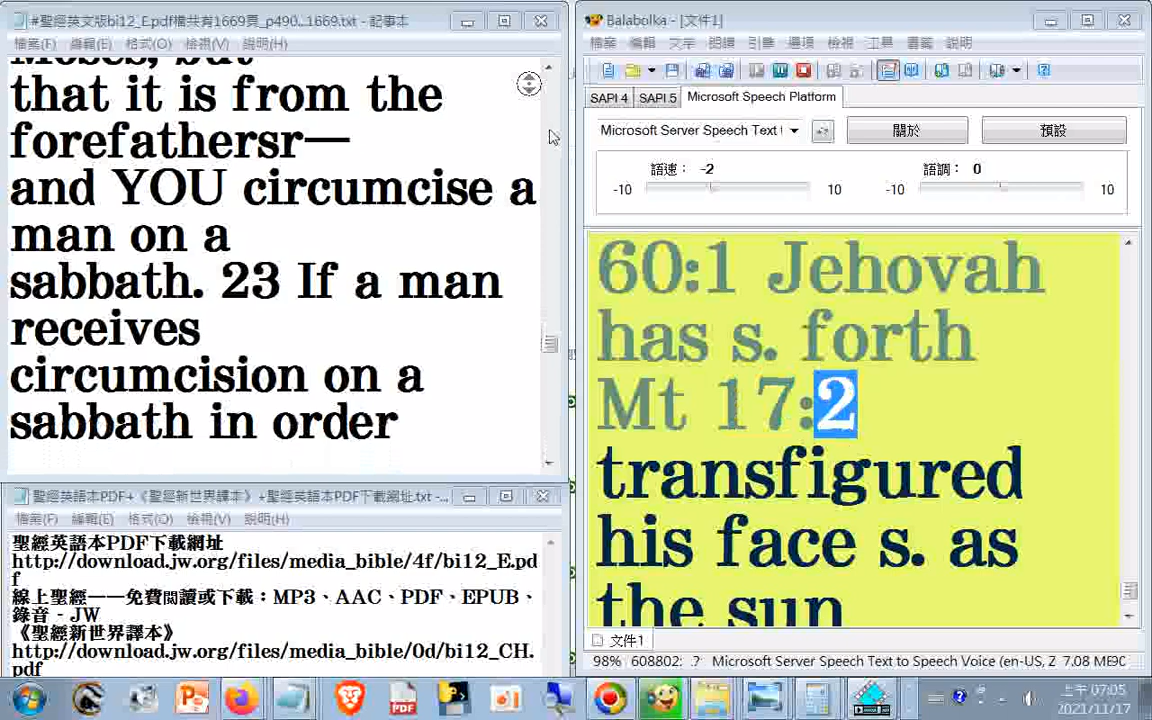 #聖經英文版bi12_E.pdf檔共有1669頁_p490...1669.txt - 記事本
檔案(F) 編輯(E) 格式(O) 檢視(V) 說明(H)
Moses, but
that it is from the
forefathersr—
and YOU circumcise a
man on a
sabbath. 23 If a man
receives
circumcision on a
sabbath in order
聖經英語本PDF+《聖經新世界譯本》+聖經英語本PDF下載網址.txt - ...
檔案(F) 編輯(E) 格式(O) 檢視(V) 說明(H)
聖經英語本PDF下載網址
http://download.jw.org/files/media_bible/4f/bi12_E.pd
f
線上聖經——免費閱讀或下載：MP3、AAC、PDF、EPUB、
錄音 - JW
《聖經新世界譯本》
http://download.jw.org/files/media_bible/0d/bi12_CH.
pdf
Balabolka - [文件1]
檔案 編輯 文字 朗讀 引擎 選項 檢視 工具 書籤 說明
SAPI 4 SAPI 5 Microsoft Speech Platform
Microsoft Server Speech Text 關於 預設
語速： -2 語調： 0
-10 10 -10 10
60:1 Jehovah
has s. forth
Mt 17:2
transfigured
his face s. as
the sun
文件1
98% 608802: .? Microsoft Server Speech Text to Speech Voice (en-US, Z 7.08 ME
上午 07:05
2021/11/17